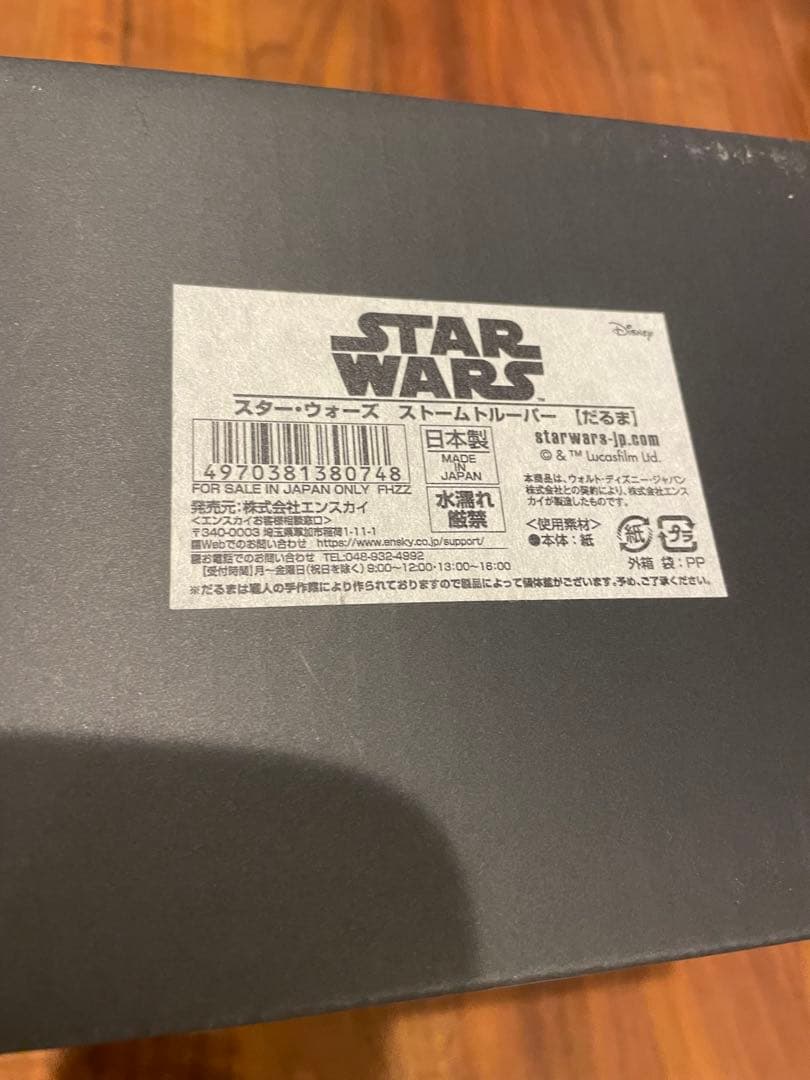 STAR
WARS™
Disney
スター・ウォーズ ストームトルーパー 【だるま】
4970381380748
FOR SALE IN JAPAN ONLY FHZZ
日本製
MADE
IN
JAPAN
水濡れ
厳禁
starwars-jp.com
© & ™ Lucasfilm Ltd.
本商品は、ウォルト・ディズニー・ジャパン
株式会社との契約により、株式会社エンス
カイが製造したものです。
発売元:株式会社エンスカイ
<エンスカイお客様相談窓口>
〒340-0003 埼玉県草加市稲荷1-11-1
Webでのお問い合わせ https://www.ensky.co.jp/support/
お電話でのお問い合わせ TEL:048-932-4992
【受付時間】月〜金曜日(祝日を除く) 9:00〜12:00・13:00〜16:00
<使用素材>
●本体:紙
紙
プラ
外箱 袋:PP
※だるまは職人の手作業により作られておりますので製品によって個体差がございます。予め、ご了承ください。